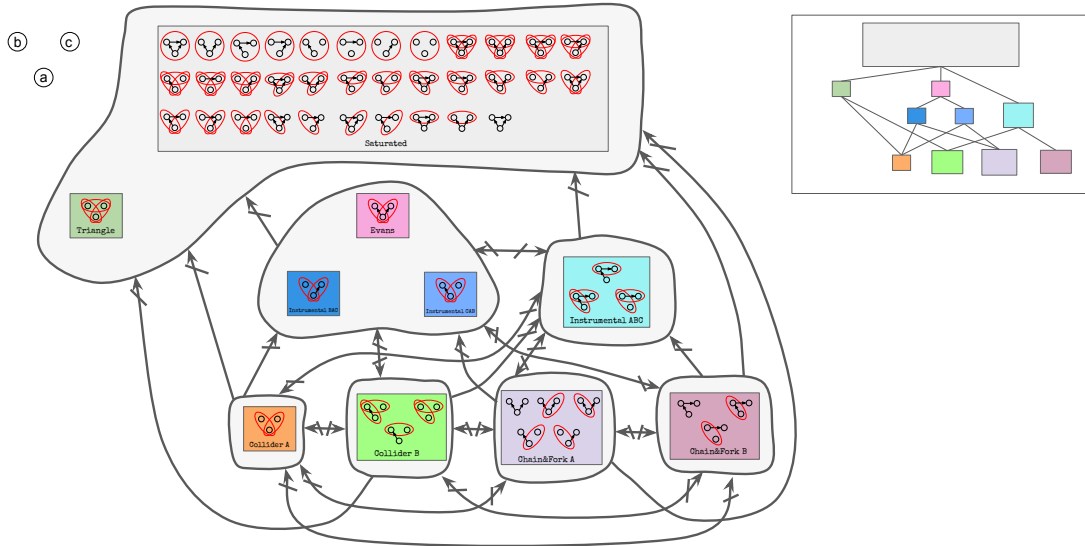 b c
a
Saturated
Triangle
Evans
Instrumental BAC
Instrumental CAB
Instrumental ABC
Collider A
Collider B
Chain&Fork A
Chain&Fork B